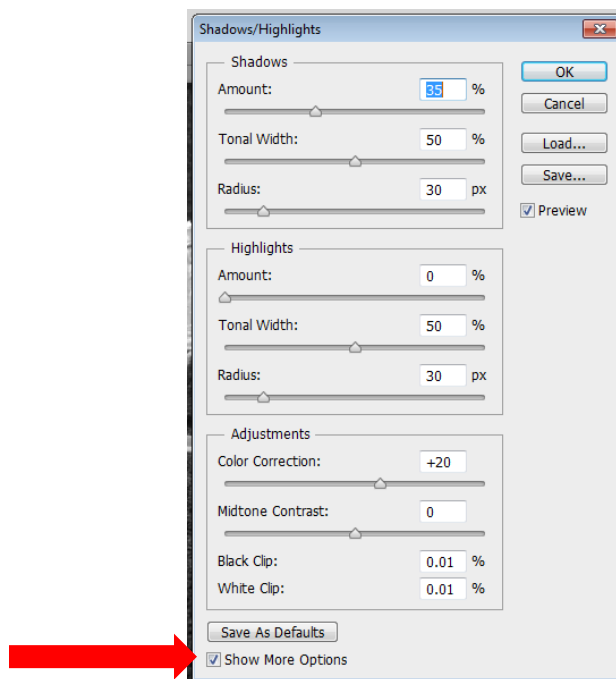 Shadows/Highlights
Shadows
Amount: 35 %
Tonal Width: 50 %
Radius: 30 px
Highlights
Amount: 0 %
Tonal Width: 50 %
Radius: 30 px
Adjustments
Color Correction: +20
Midtone Contrast: 0
Black Clip: 0.01 %
White Clip: 0.01 %
Save As Defaults
Show More Options
OK
Cancel
Load...
Save...
Preview